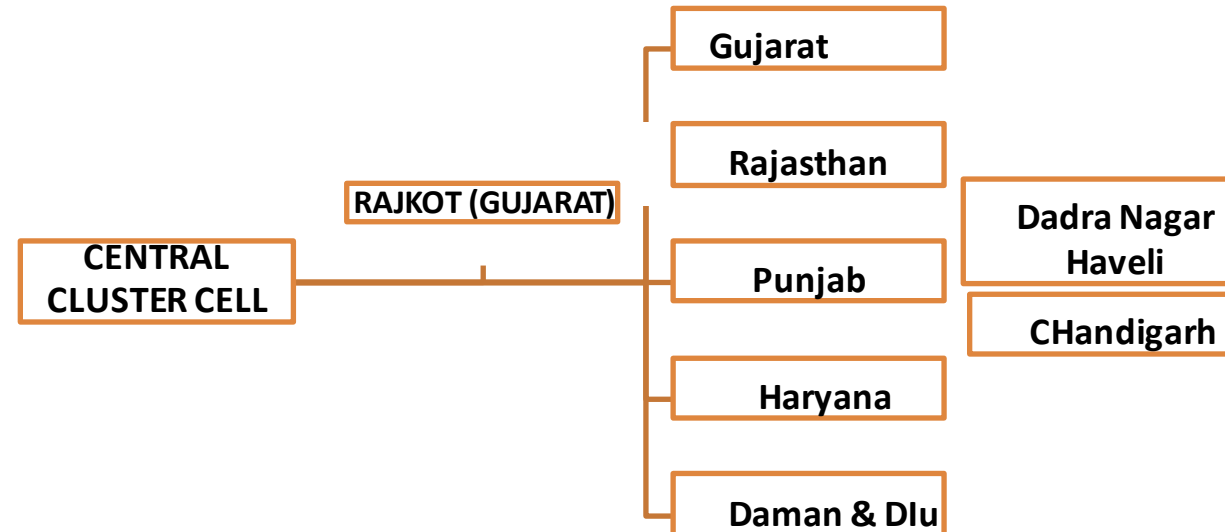 Gujarat
Rajasthan
RAJKOT (GUJARAT)
Dadra Nagar
Haveli
CENTRAL
CLUSTER CELL
Punjab
CHandigarh
Haryana
Daman & DIu